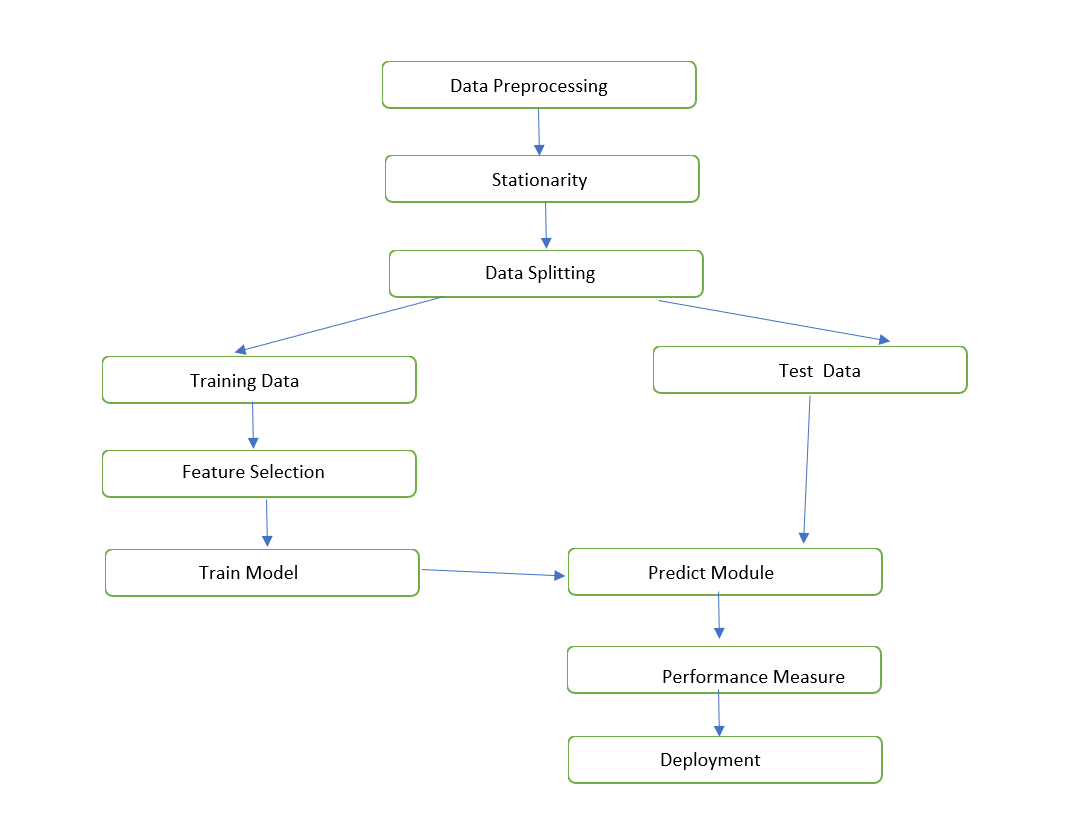 Data Preprocessing
Stationarity
Data Splitting
Training Data
Test  Data
Feature Selection
Train Model
Predict Module
Performance Measure
Deployment